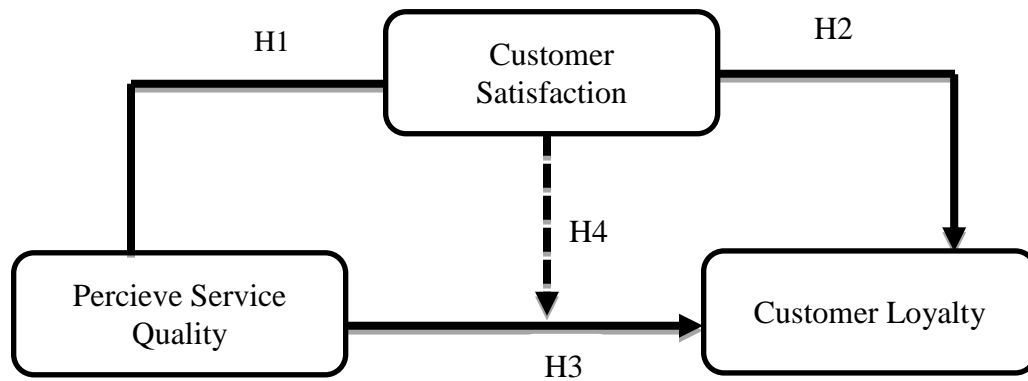 H1
Customer
Satisfaction
H2
H4
Percieve Service
Quality
Customer Loyalty
H3